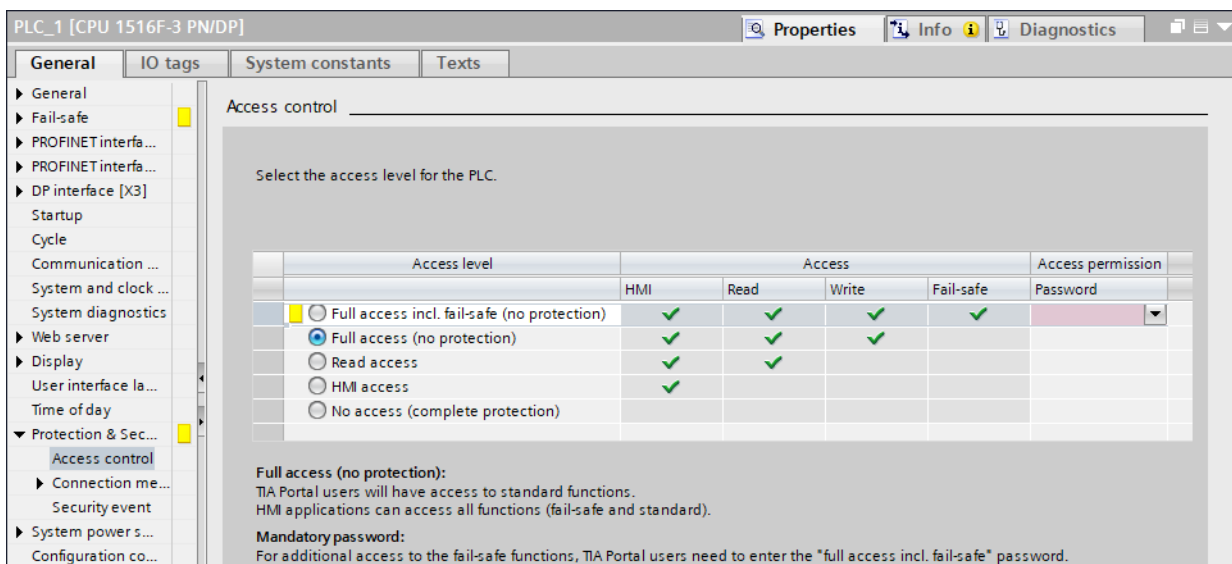 PLC_1 [CPU 1516F-3 PN/DP]
Properties
Info
Diagnostics
General
IO tags
System constants
Texts
General
Fail-safe
PROFINET interfa...
PROFINET interfa...
DP interface [X3]
Startup
Cycle
Communication ...
System and clock ...
System diagnostics
Web server
Display
User interface la...
Time of day
Protection & Sec...
Access control
Connection me...
Security event
System power s...
Configuration co...
Access control
Select the access level for the PLC.
Access level Access Access permission
HMI Read Write Fail-safe Password
Full access incl. fail-safe (no protection)
Full access (no protection)
Read access
HMI access
No access (complete protection)
Full access (no protection):
TIA Portal users will have access to standard functions.
HMI applications can access all functions (fail-safe and standard).
Mandatory password:
For additional access to the fail-safe functions, TIA Portal users need to enter the "full access incl. fail-safe" password.